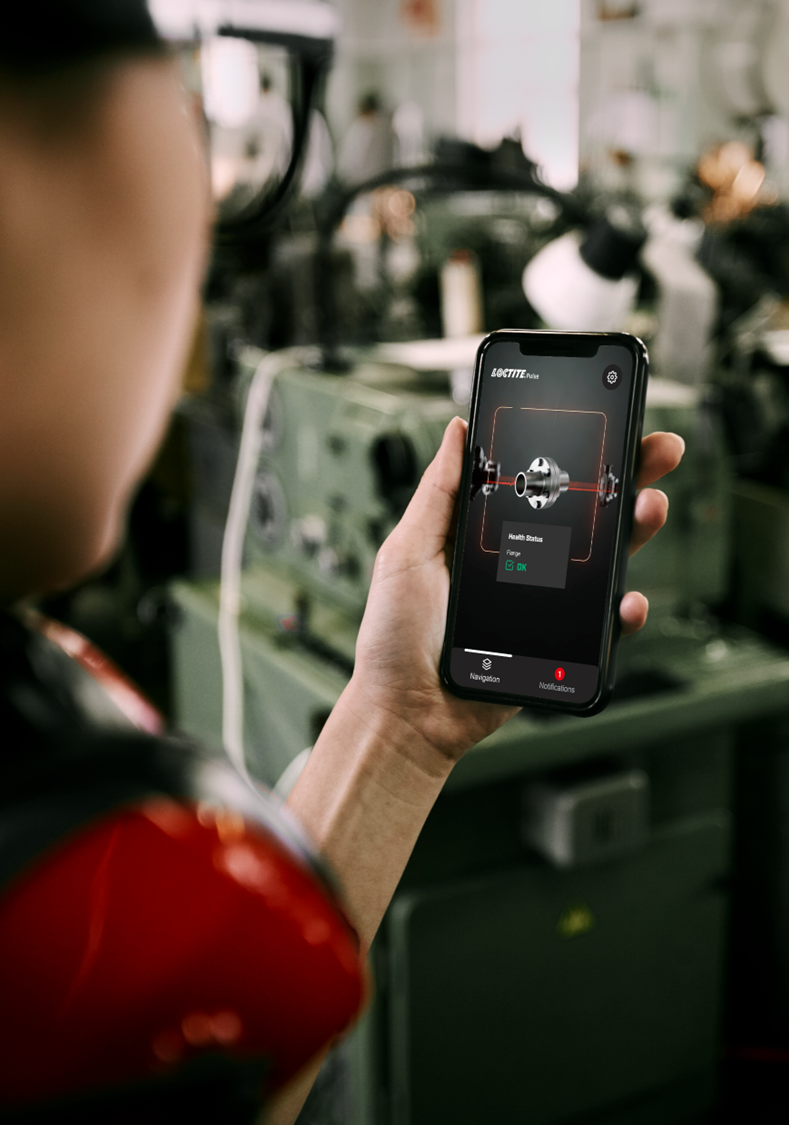 LOCTITE Pulse
Health Status
Flange
OK
1
Navigation
Notifications